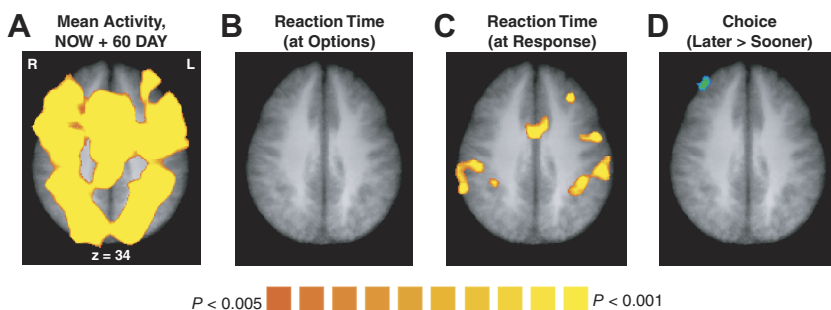 A
Mean Activity,
NOW + 60 DAY
R
L
z = 34
B
Reaction Time
(at Options)
C
Reaction Time
(at Response)
D
Choice
(Later > Sooner)
P < 0.005
P < 0.001